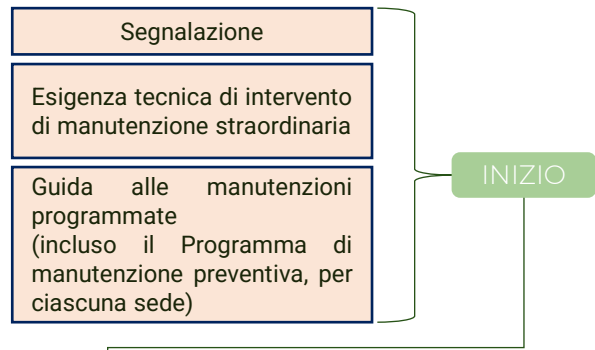 Segnalazione
Esigenza tecnica di intervento
di manutenzione straordinaria
Guida alle manutenzioni
programmate
(incluso il Programma di
manutenzione preventiva, per
ciascuna sede)
INIZIO